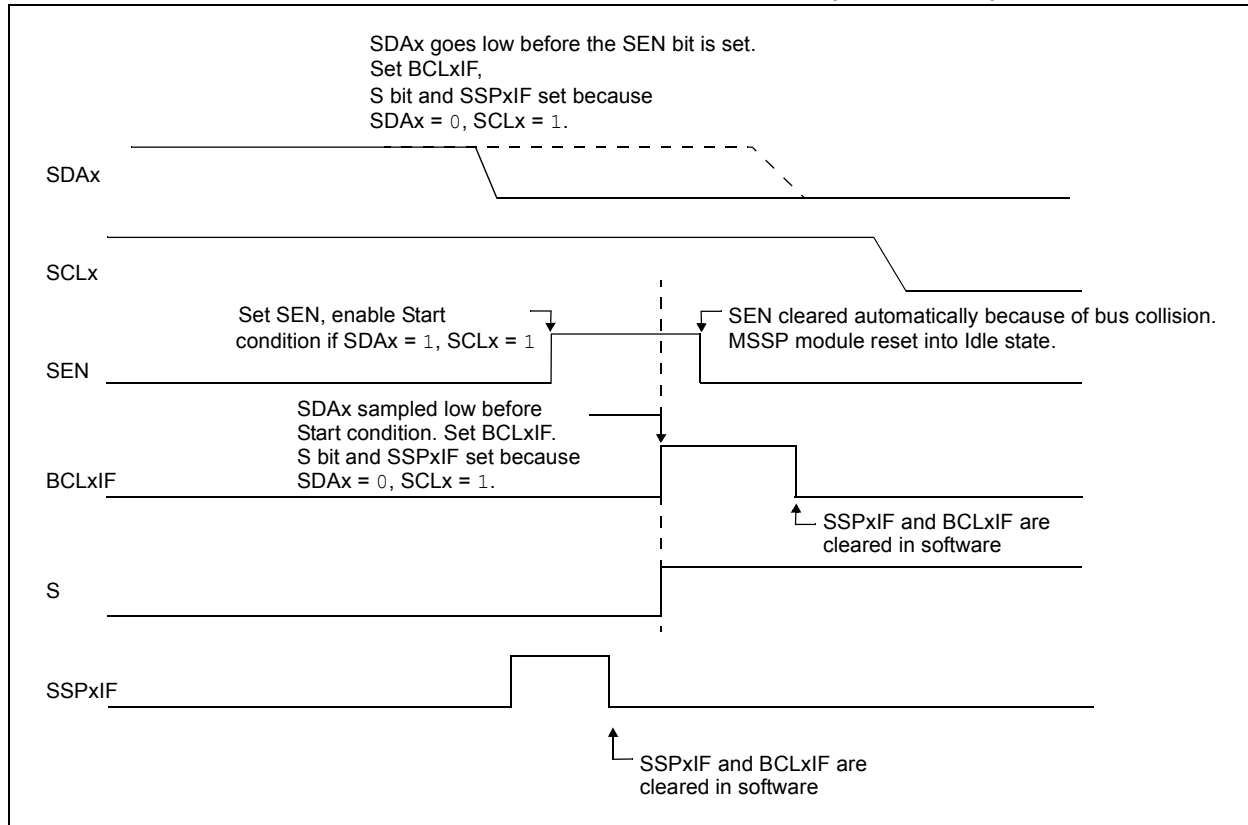 SDAx goes low before the SEN bit is set.
Set BCLxIF,
S bit and SSPxIF set because
SDAx = 0, SCLx = 1.
SDAx
SCLx
Set SEN, enable Start
condition if SDAx = 1, SCLx = 1
SEN cleared automatically because of bus collision.
MSSP module reset into Idle state.
SEN
SDAx sampled low before
Start condition. Set BCLxIF.
S bit and SSPxIF set because
SDAx = 0, SCLx = 1.
BCLxIF
SSPxIF and BCLxIF are
cleared in software
S
SSPxIF
SSPxIF and BCLxIF are
cleared in software